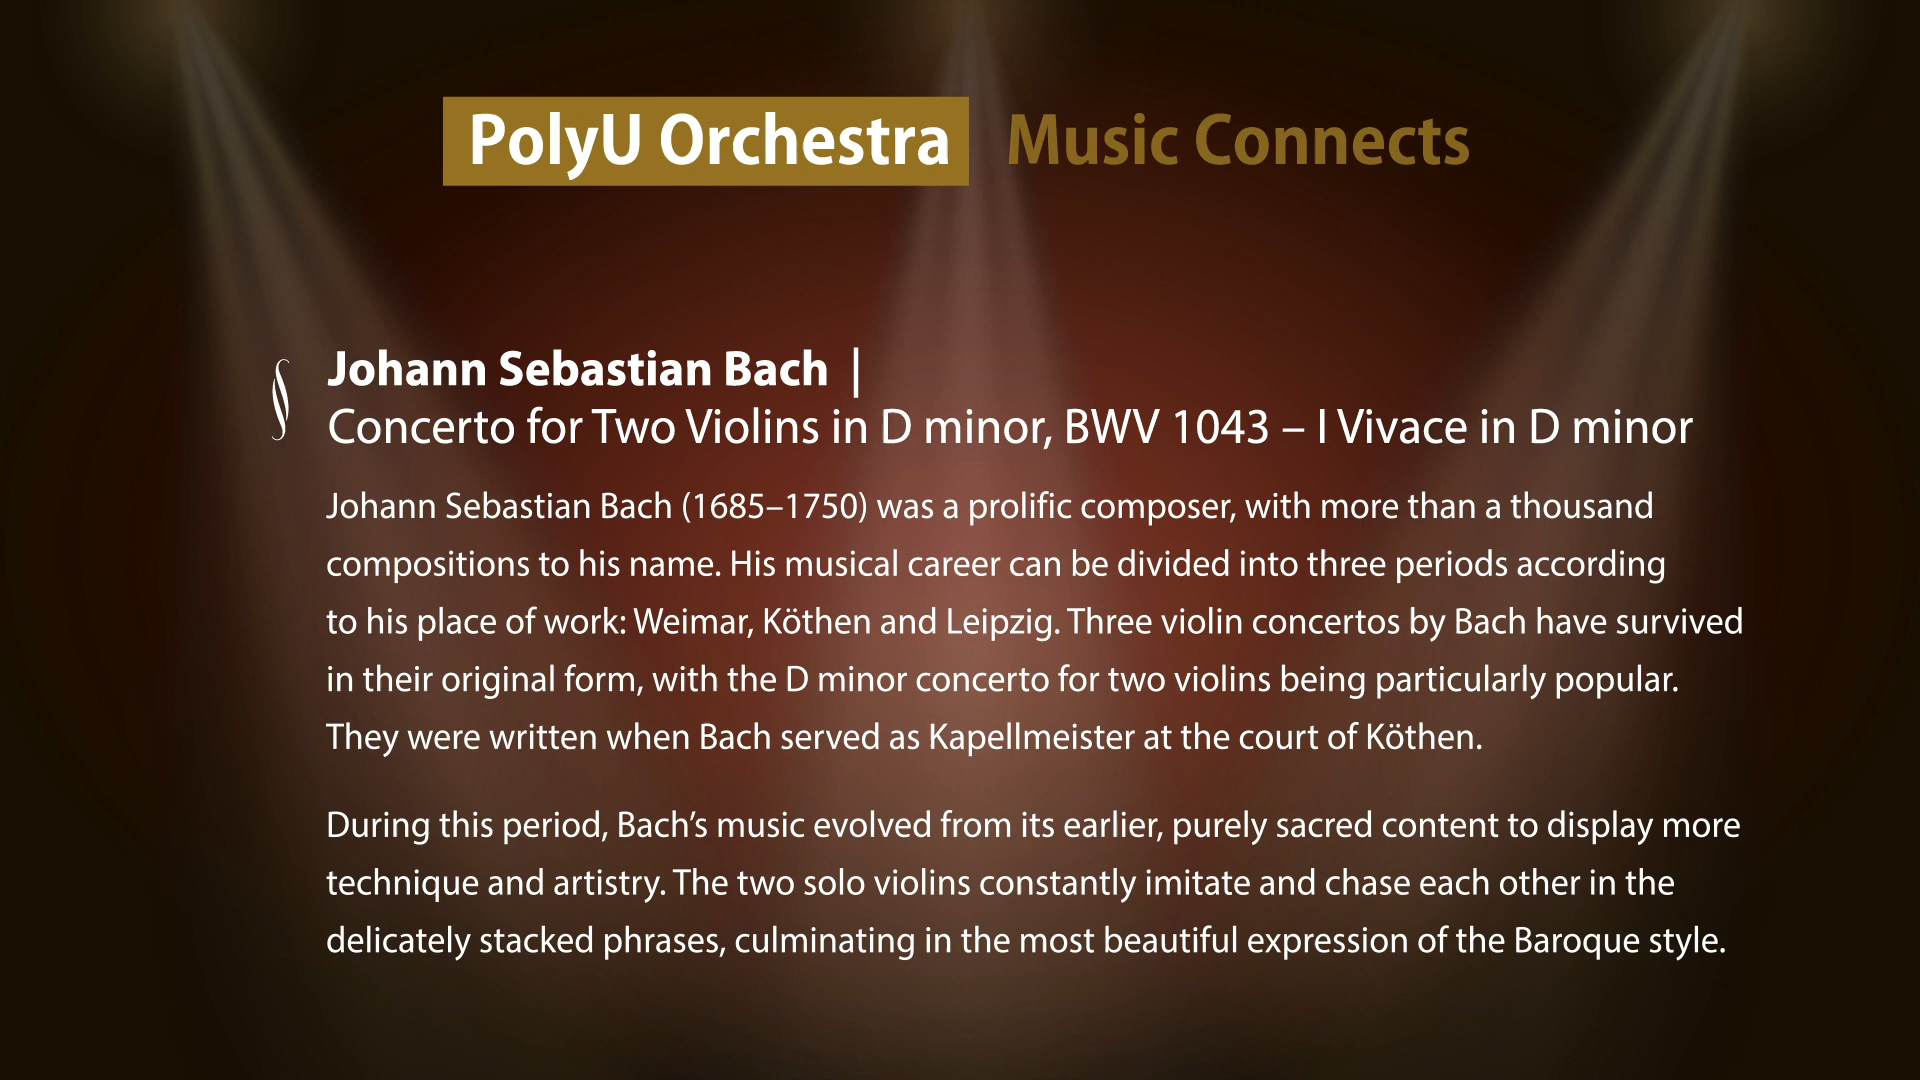 PolyU Orchestra Music Connects
§ Johann Sebastian Bach |
Concerto for Two Violins in D minor, BWV 1043 – I Vivace in D minor
Johann Sebastian Bach (1685–1750) was a prolific composer, with more than a thousand
compositions to his name. His musical career can be divided into three periods according
to his place of work: Weimar, Köthen and Leipzig. Three violin concertos by Bach have survived
in their original form, with the D minor concerto for two violins being particularly popular.
They were written when Bach served as Kapellmeister at the court of Köthen.
During this period, Bach’s music evolved from its earlier, purely sacred content to display more
technique and artistry. The two solo violins constantly imitate and chase each other in the
delicately stacked phrases, culminating in the most beautiful expression of the Baroque style.